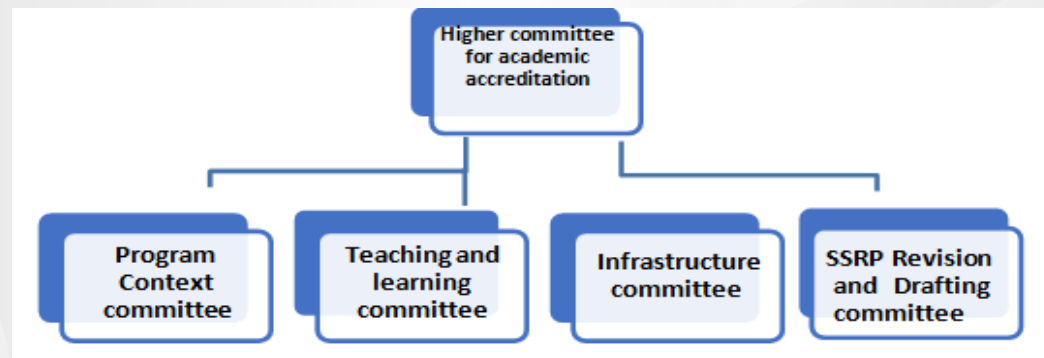 Higher committee
for academic
accreditation
Program
Context
committee
Teaching and
learning
committee
Infrastructure
committee
SSRP Revision
and Drafting
committee